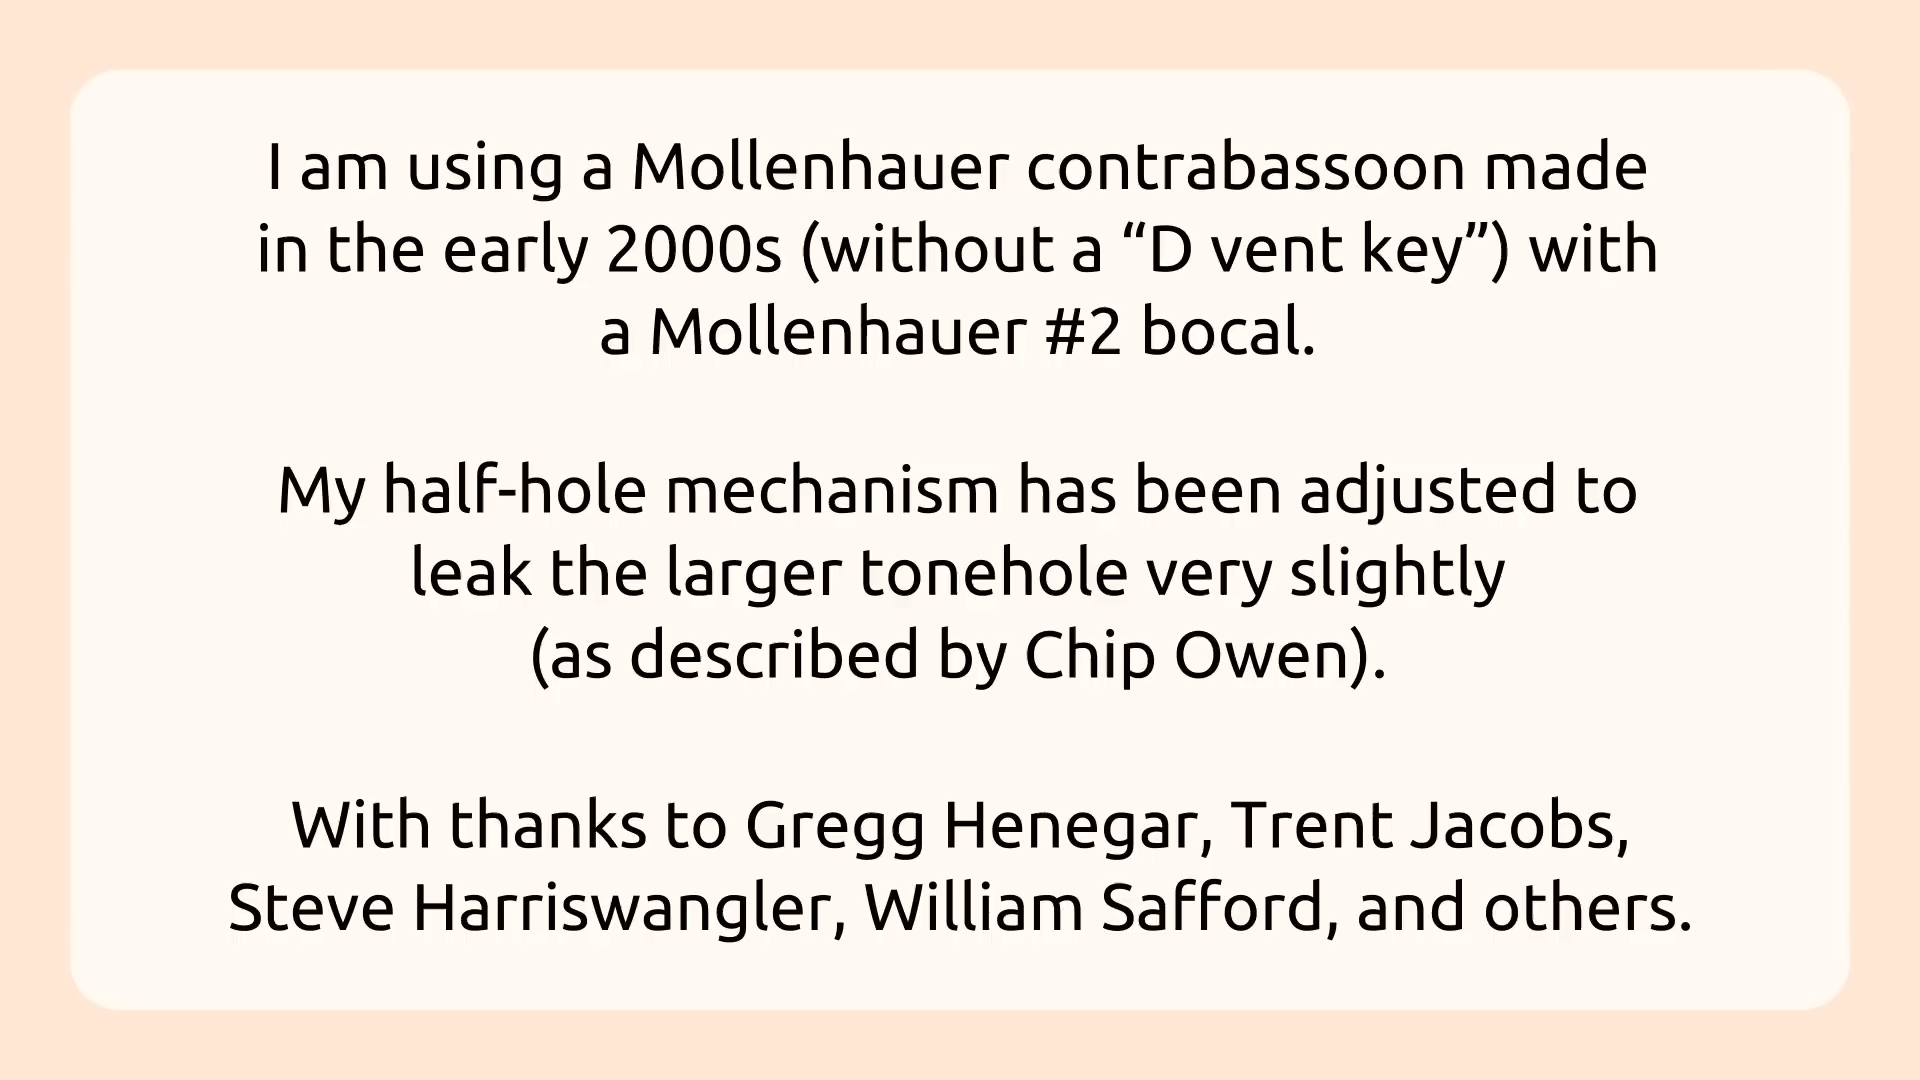 I am using a Mollenhauer contrabassoon made
in the early 2000s (without a “D vent key”) with
a Mollenhauer #2 bocal.
My half-hole mechanism has been adjusted to
leak the larger tonehole very slightly
(as described by Chip Owen).
With thanks to Gregg Henegar, Trent Jacobs,
Steve Harriswangler, William Safford, and others.